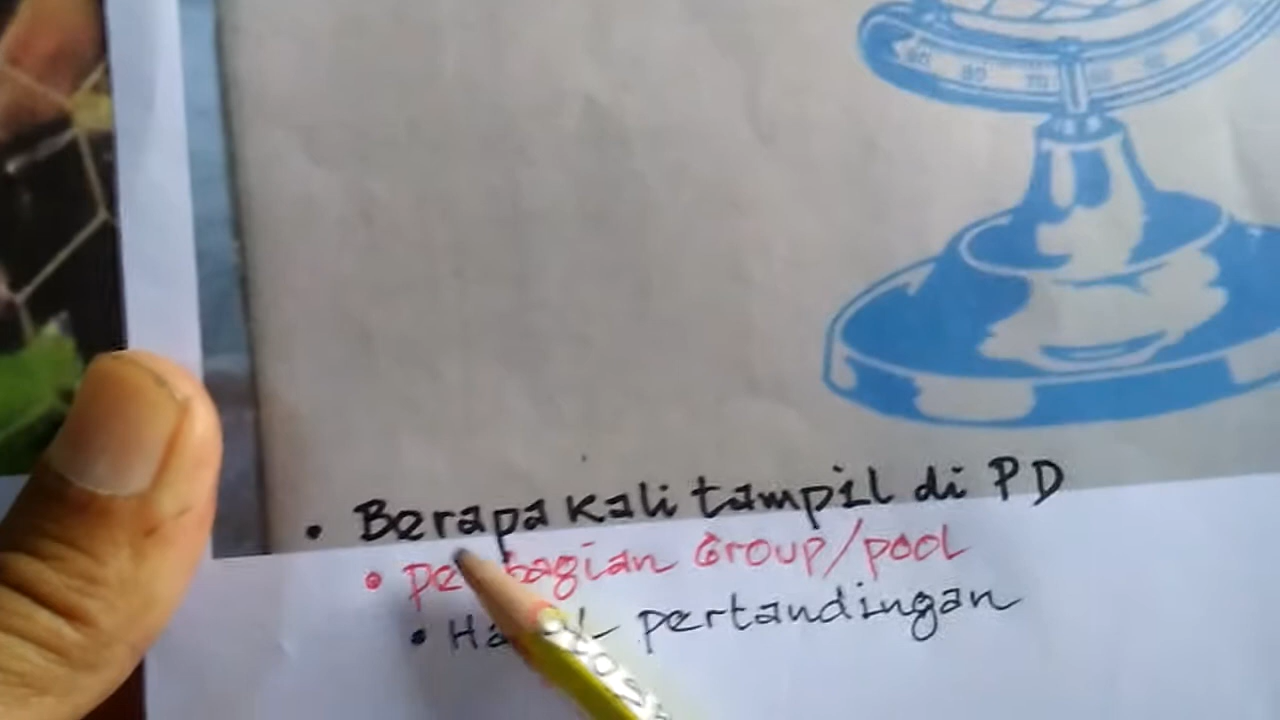 • Berapa kali tampil di PD
• Group/pool
• pertandingan